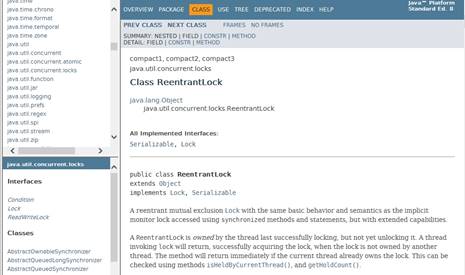 java.time
java.time.chrono
java.time.format
java.time.temporal
java.time.zone
java.util
java.util.concurrent
java.util.concurrent.atomic
java.util.concurrent.locks
java.util.function
java.util.jar
java.util.logging
java.util.prefs
java.util.regex
java.util.spi
java.util.stream
java.util.zip
java.util.concurrent.locks
Interfaces
Condition
Lock
ReadWriteLock
Classes
AbstractOwnableSynchronizer
AbstractQueuedLongSynchronizer
AbstractQueuedSynchronizer
OVERVIEW PACKAGE CLASS USE TREE DEPRECATED INDEX HELP
Java™ Platform
Standard Ed. 8
PREV CLASS NEXT CLASS FRAMES NO FRAMES
SUMMARY: NESTED | FIELD | CONSTR | METHOD
DETAIL: FIELD | CONSTR | METHOD
compact1, compact2, compact3
java.util.concurrent.locks
Class ReentrantLock
java.lang.Object
java.util.concurrent.locks.ReentrantLock
All Implemented Interfaces:
Serializable, Lock
public class ReentrantLock
extends Object
implements Lock, Serializable
A reentrant mutual exclusion Lock with the same basic behavior and semantics as the implicit
monitor lock accessed using synchronized methods and statements, but with extended capabilities.
A ReentrantLock is owned by the thread last successfully locking, but not yet unlocking it. A thread
invoking lock will return, successfully acquiring the lock, when the lock is not owned by another
thread. The method will return immediately if the current thread already owns the lock. This can be
checked using methods isHeldByCurrentThread(), and getHoldCount().